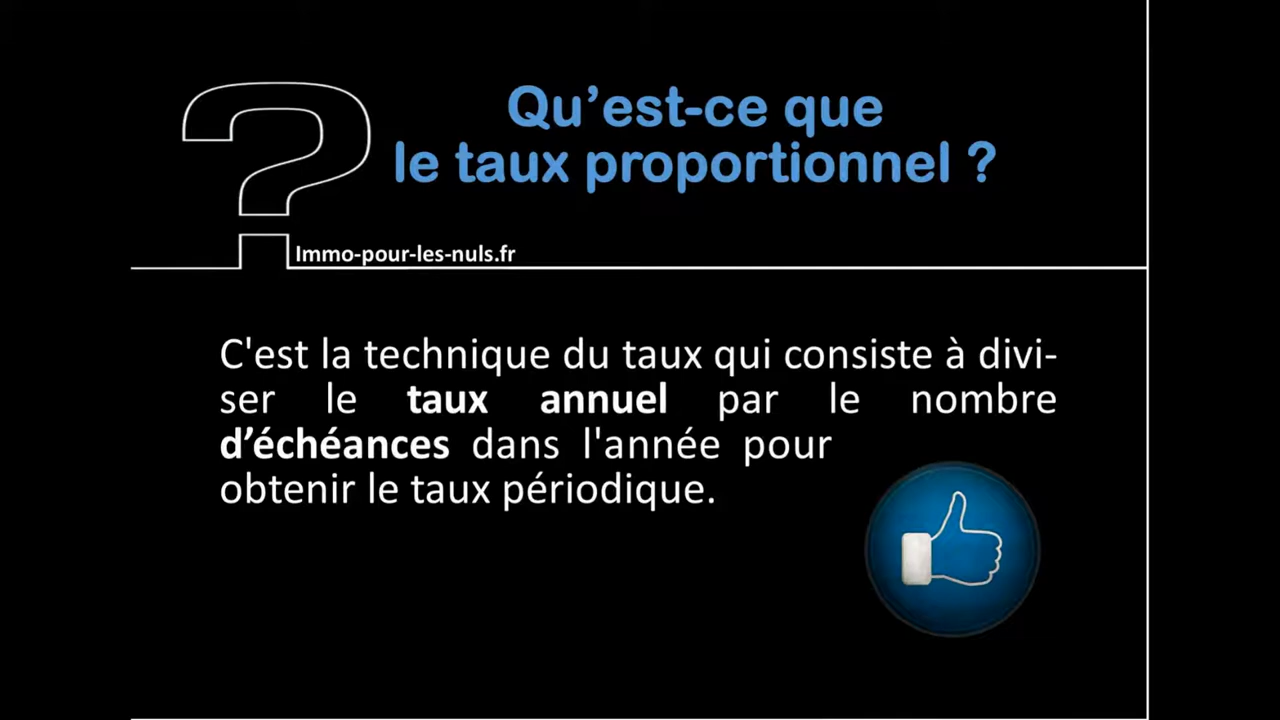 Qu’est-ce que
le taux proportionnel ?
Immo-pour-les-nuls.fr
C'est la technique du taux qui consiste à divi-
ser le taux annuel par le nombre
d’échéances dans l'année pour
obtenir le taux périodique.